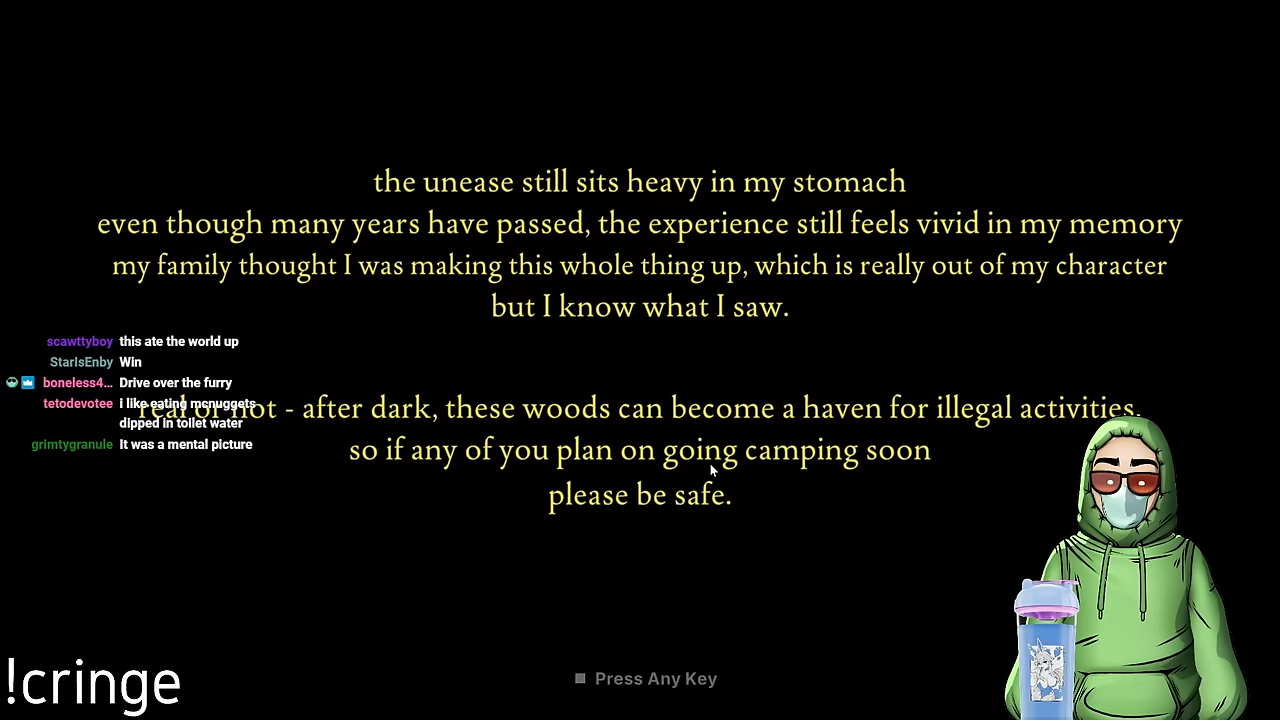 the unease still sits heavy in my stomach
even though many years have passed, the experience still feels vivid in my memory
my family thought I was making this whole thing up, which is really out of my character
but I know what I saw.
scawttyboy this ate the world up
StarIsEnby Win
boneless4... Drive over the furry
tetodevotee i like eating mcnuggets
dipped in toilet water
grimtygranule It was a mental picture
real or not - after dark, these woods can become a haven for illegal activities,
so if any of you plan on going camping soon
please be safe.
!cringe
Press Any Key